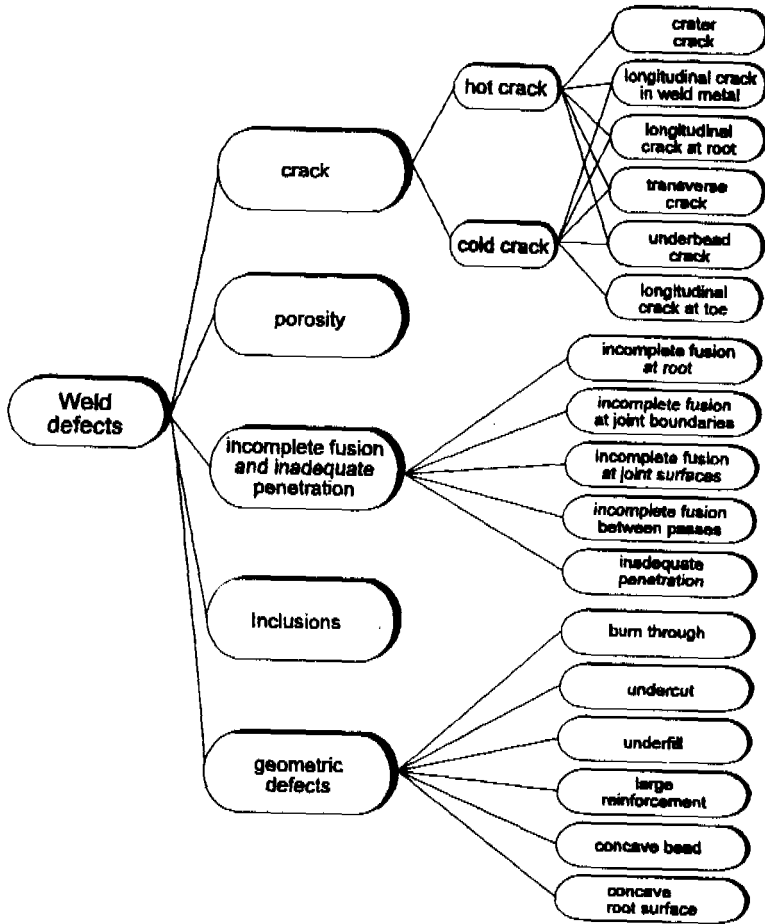 Weld
defects
crack
porosity
incomplete fusion
and inadequate
penetration
Inclusions
geometric
defects
hot crack
cold crack
crater
crack
longitudinal crack
in weld metal
longitudinal
crack at root
transverse
crack
underbead
crack
longitudinal
crack at toe
incomplete fusion
at root
incomplete fusion
at joint boundaries
incomplete fusion
at joint surfaces
incomplete fusion
between passes
inadequate
penetration
burn through
undercut
underfill
large
reinforcement
concave bead
concave
root surface